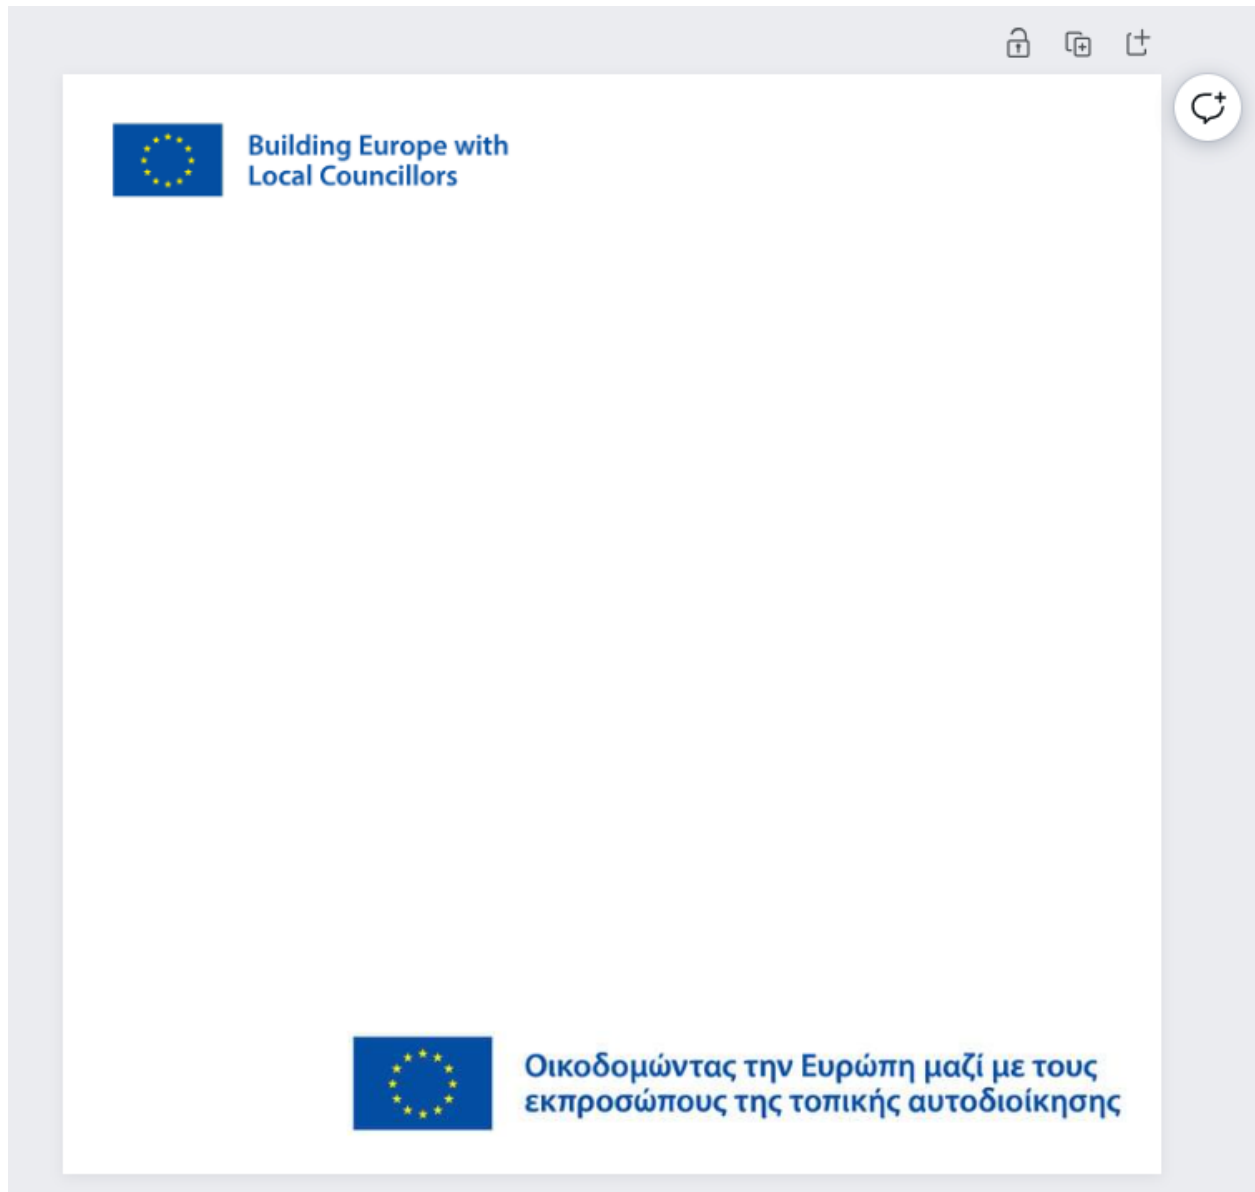 Building Europe with
Local Councillors
Οικοδομώντας την Ευρώπη μαζί με τους
εκπροσώπους της τοπικής αυτοδιοίκησης